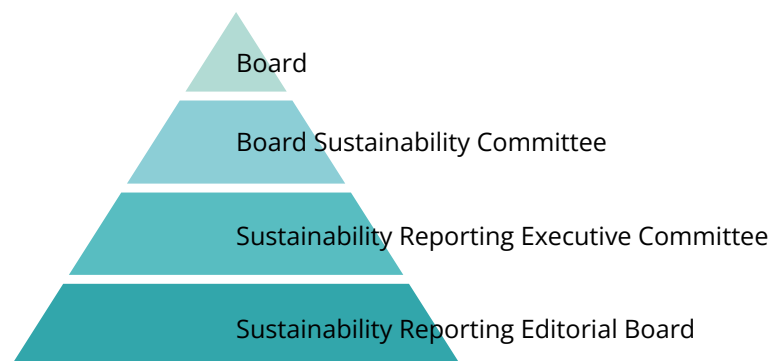 Board
Board Sustainability Committee
Sustainability Reporting Executive Committee
Sustainability Reporting Editorial Board